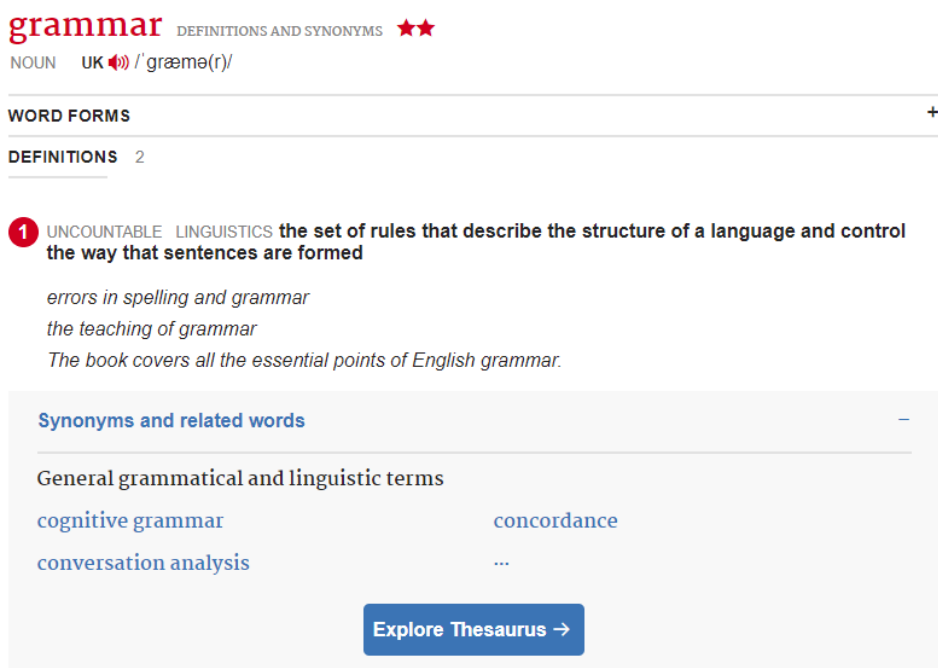 grammar DEFINITIONS AND SYNONYMS ★★
NOUN UK /ˈɡræmə(r)/
WORD FORMS +
DEFINITIONS 2
1 UNCOUNTABLE LINGUISTICS the set of rules that describe the structure of a language and control
the way that sentences are formed
errors in spelling and grammar
the teaching of grammar
The book covers all the essential points of English grammar.
Synonyms and related words −
General grammatical and linguistic terms
cognitive grammar concordance
conversation analysis ...
Explore Thesaurus →